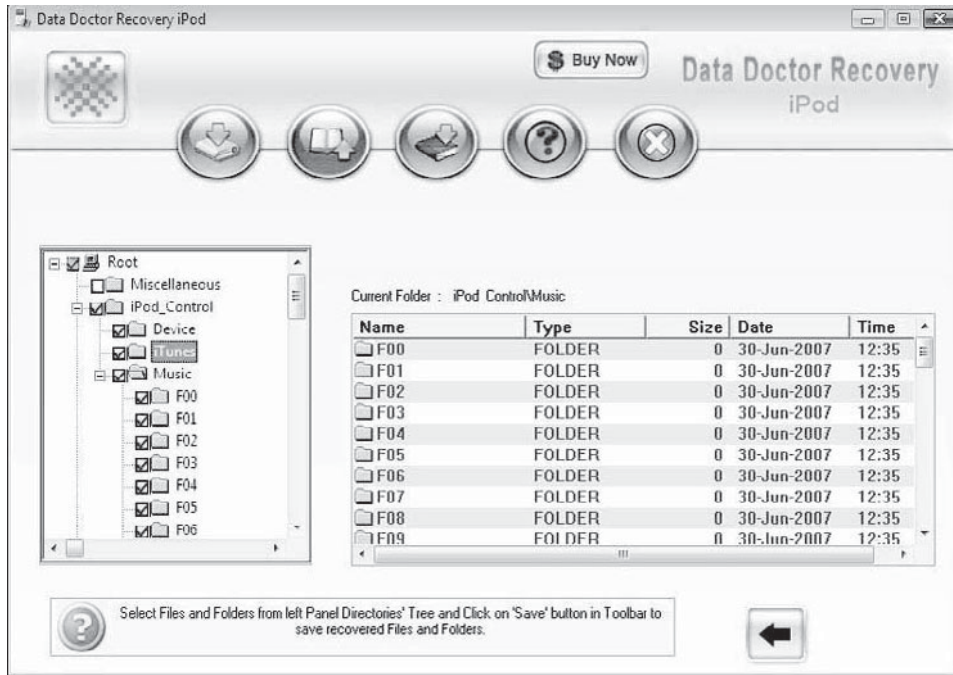 Data Doctor Recovery iPod
$ Buy Now
Data Doctor Recovery
iPod
Root
Miscellaneous
iPod_Control
Device
iTunes
Music
F00
F01
F02
F03
F04
F05
F06
Current Folder : iPod Control\Music
Name Type Size Date Time
F00 FOLDER 0 30-Jun-2007 12:35
F01 FOLDER 0 30-Jun-2007 12:35
F02 FOLDER 0 30-Jun-2007 12:35
F03 FOLDER 0 30-Jun-2007 12:35
F04 FOLDER 0 30-Jun-2007 12:35
F05 FOLDER 0 30-Jun-2007 12:35
F06 FOLDER 0 30-Jun-2007 12:35
F07 FOLDER 0 30-Jun-2007 12:35
F08 FOLDER 0 30-Jun-2007 12:35
F09 FOLDER 0 30-Jun-2007 12:35
Select Files and Folders from left Panel Directories' Tree and Click on 'Save' button in Toolbar to
save recovered Files and Folders.